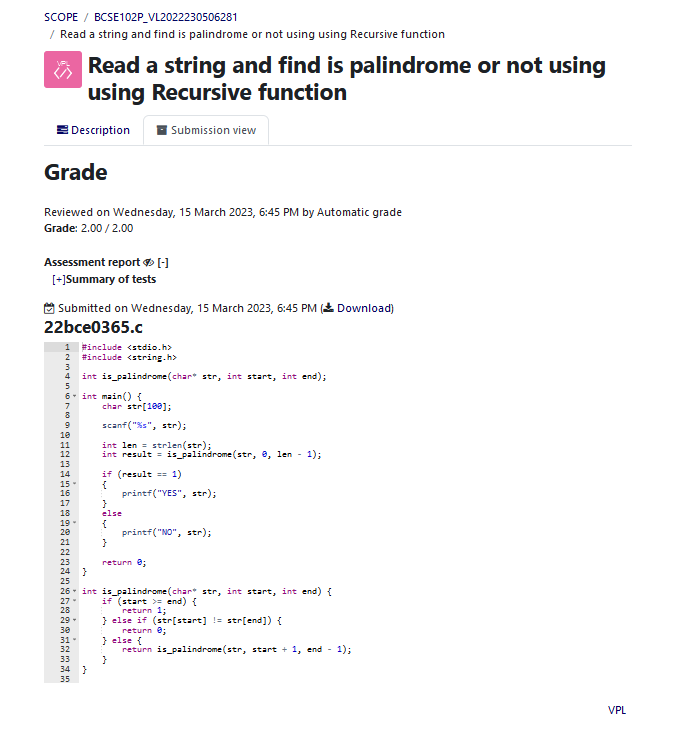 SCOPE / BCSE102P_VL2022230506281
/ Read a string and find is palindrome or not using using Recursive function
VPL
</>
Read a string and find is palindrome or not using
using Recursive function
Description
Submission view
Grade
Reviewed on Wednesday, 15 March 2023, 6:45 PM by Automatic grade
Grade: 2.00 / 2.00
Assessment report [-]
[+]Summary of tests
Submitted on Wednesday, 15 March 2023, 6:45 PM (Download)
22bce0365.c
1 #include <stdio.h>
2 #include <string.h>
3
4 int is_palindrome(char* str, int start, int end);
5
6 int main() {
7     char str[100];
8
9     scanf("%s", str);
10
11     int len = strlen(str);
12     int result = is_palindrome(str, 0, len - 1);
13
14     if (result == 1)
15     {
16         printf("YES", str);
17     }
18     else
19     {
20         printf("NO", str);
21     }
22
23     return 0;
24 }
25
26 int is_palindrome(char* str, int start, int end) {
27     if (start >= end) {
28         return 1;
29     } else if (str[start] != str[end]) {
30         return 0;
31     } else {
32         return is_palindrome(str, start + 1, end - 1);
33     }
34 }
35
VPL